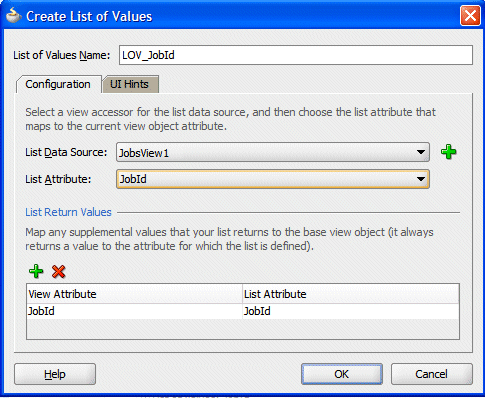 Create List of Values
List of Values Name: LOV_JobId
Configuration UI Hints
Select a view accessor for the list data source, and then choose the list attribute that
maps to the current view object attribute.
List Data Source: JobsView1
List Attribute: JobId
List Return Values
Map any supplemental values that your list returns to the base view object (it always
returns a value to the attribute for which the list is defined).
View Attribute List Attribute
JobId JobId
Help OK Cancel